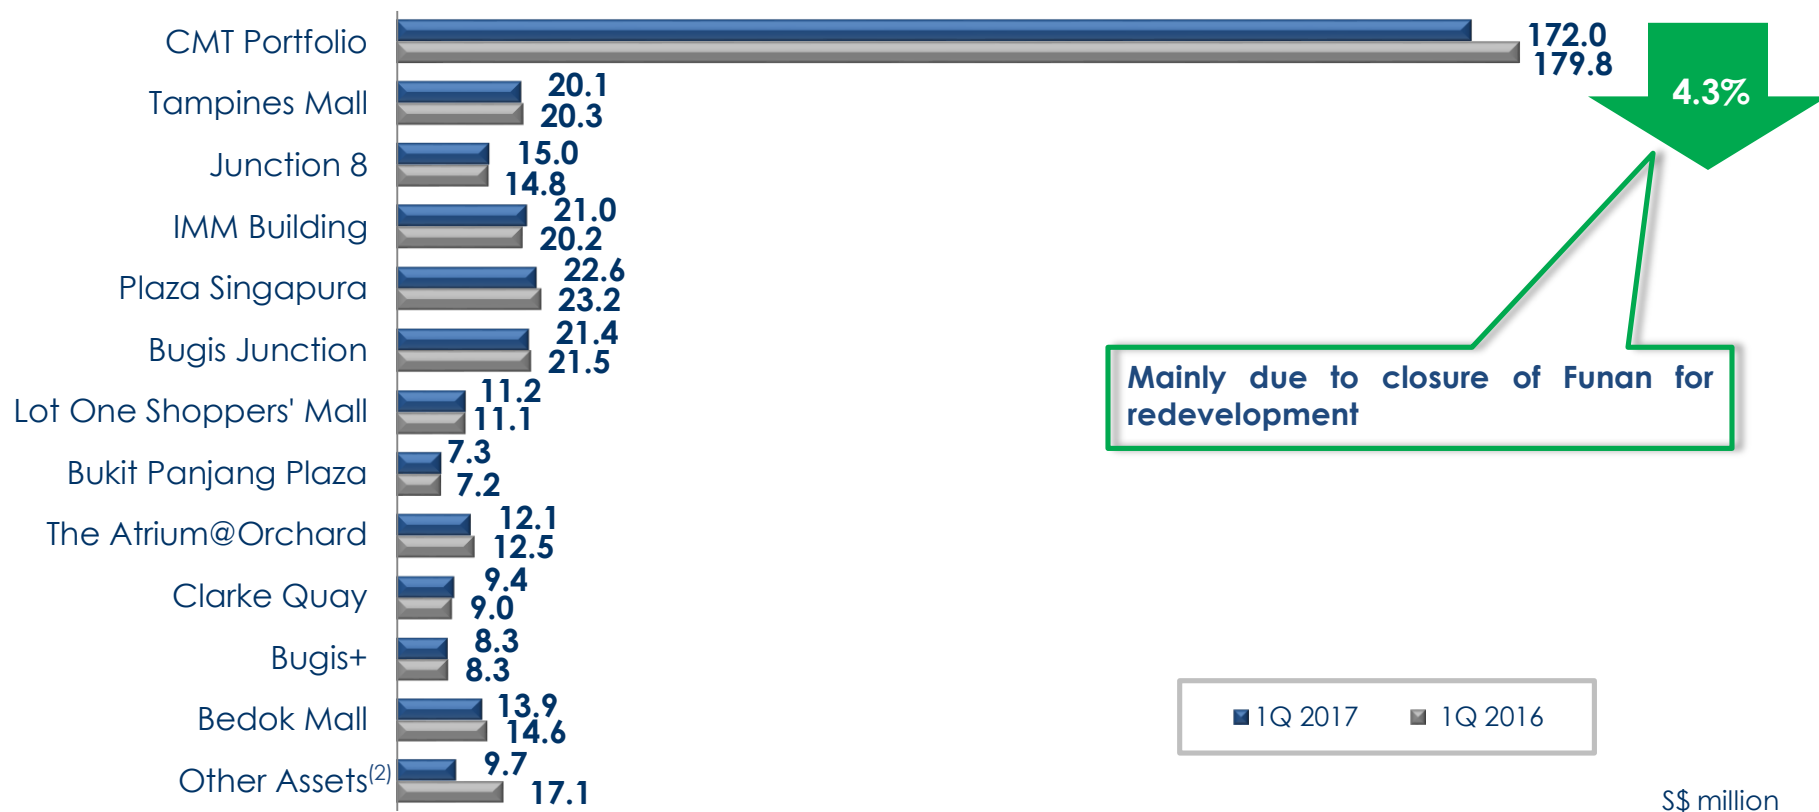 CMT Portfolio
172.0
179.8
4.3%
Tampines Mall
20.1
20.3
Junction 8
15.0
14.8
IMM Building
21.0
20.2
Plaza Singapura
22.6
23.2
Bugis Junction
21.4
21.5
Mainly due to closure of Funan for
redevelopment
Lot One Shoppers' Mall
11.2
11.1
Bukit Panjang Plaza
7.3
7.2
The Atrium@Orchard
12.1
12.5
Clarke Quay
9.4
9.0
Bugis+
8.3
8.3
Bedok Mall
13.9
14.6
1Q 2017 1Q 2016
Other Assets(2)
9.7
17.1
S$ million